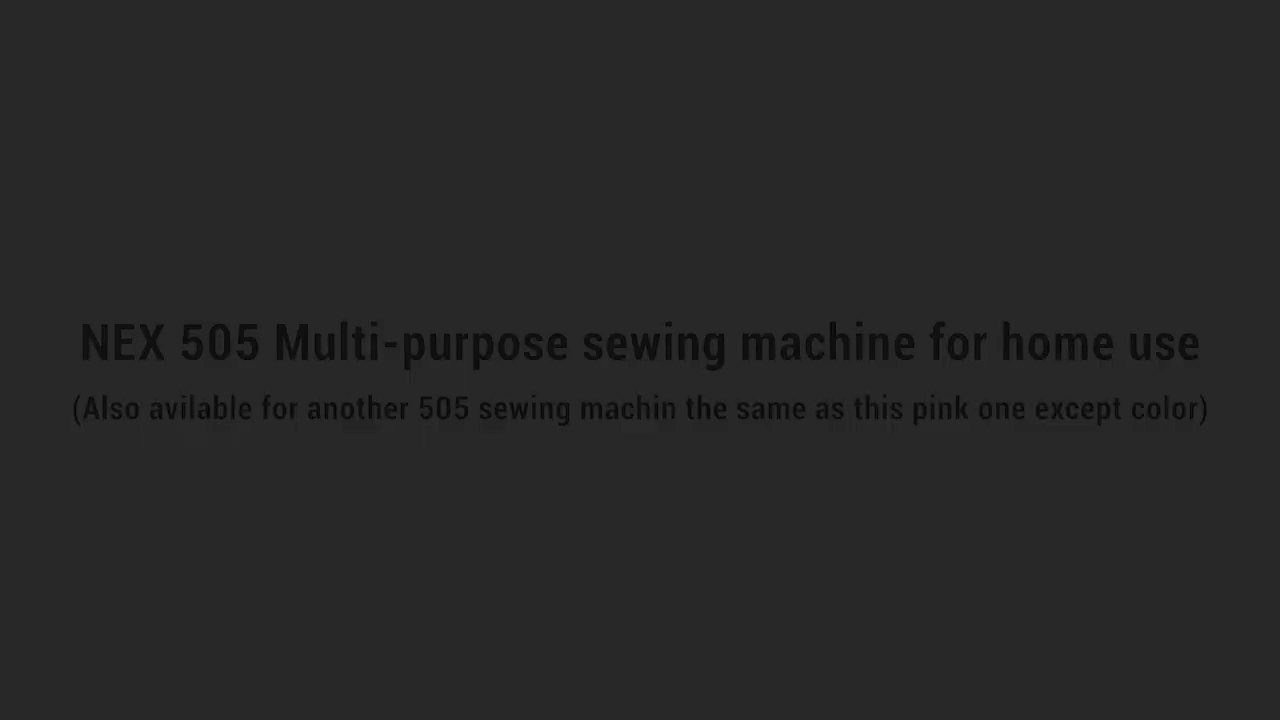 NEX 505 Multi-purpose sewing machine for home use
(Also avilable for another 505 sewing machin the same as this pink one except color)